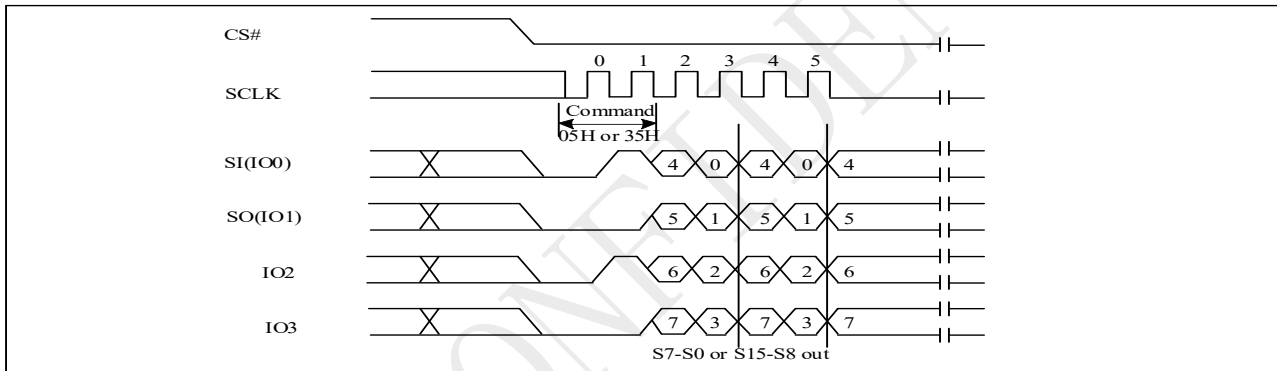 CS#
0 1 2 3 4 5
SCLK
Command
05H or 35H
SI(IO0) 4 0 4 0 4
SO(IO1) 5 1 5 1 5
IO2 6 2 6 2 6
IO3 7 3 7 3 7
S7-S0 or S15-S8 out